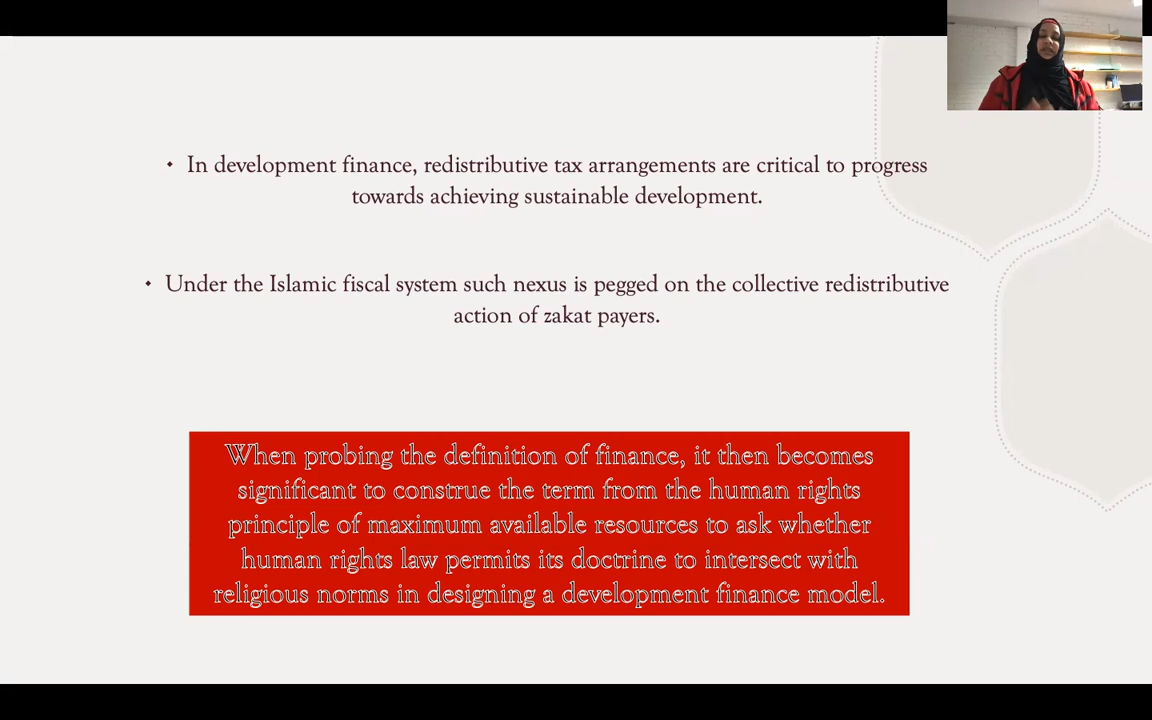 • In development finance, redistributive tax arrangements are critical to progress
towards achieving sustainable development.
• Under the Islamic fiscal system such nexus is pegged on the collective redistributive
action of zakat payers.
When probing the definition of finance, it then becomes
significant to construe the term from the human rights
principle of maximum available resources to ask whether
human rights law permits its doctrine to intersect with
religious norms in designing a development finance model.